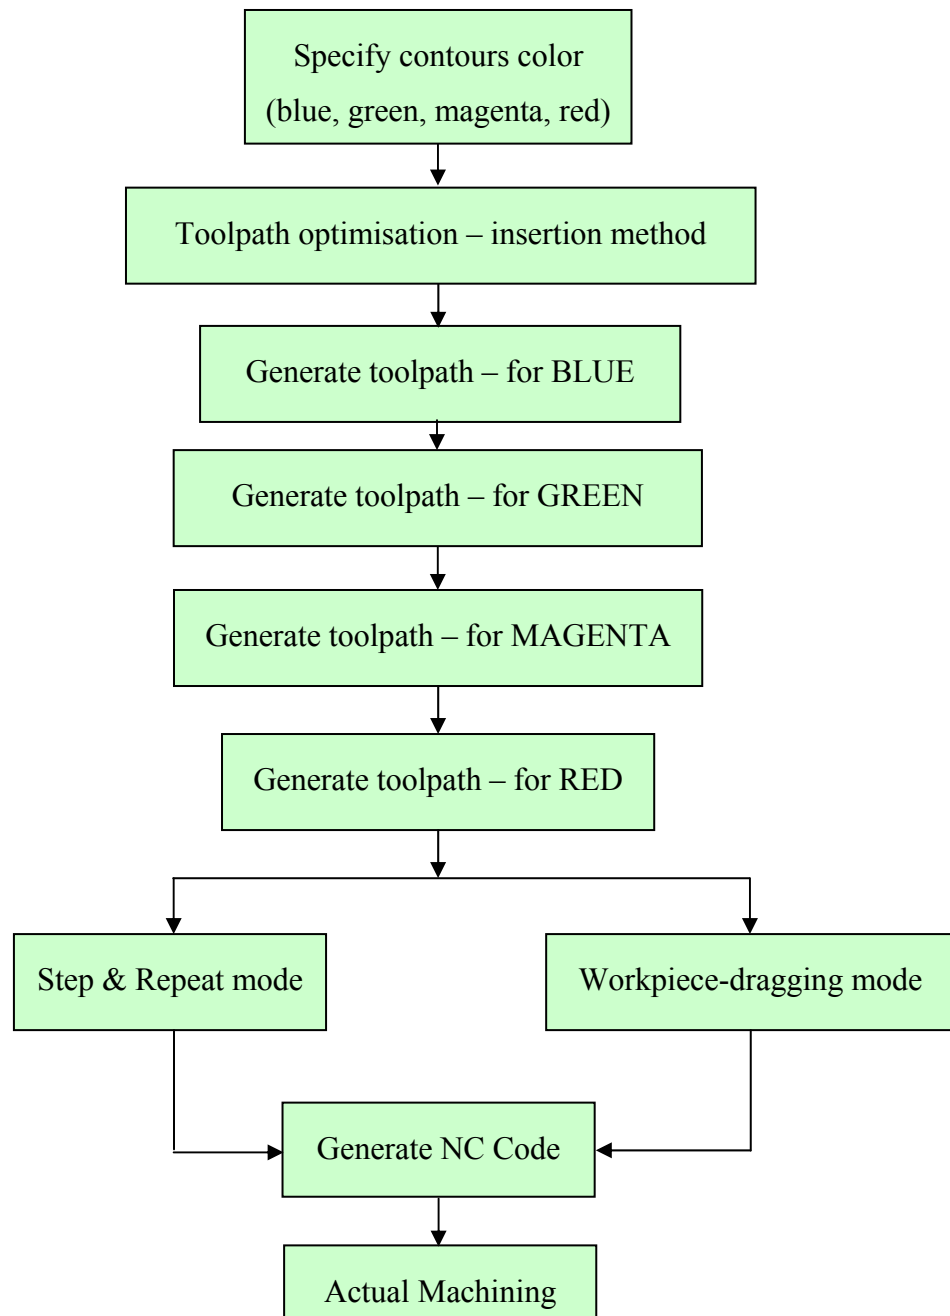 Specify contours color
(blue, green, magenta, red)
Toolpath optimisation – insertion method
Generate toolpath – for BLUE
Generate toolpath – for GREEN
Generate toolpath – for MAGENTA
Generate toolpath – for RED
Step & Repeat mode
Workpiece-dragging mode
Generate NC Code
Actual Machining